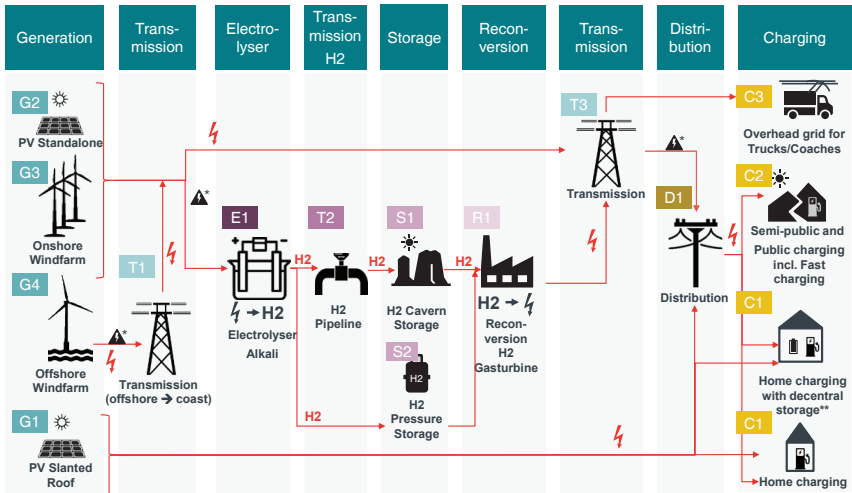 Generation
Trans-
mission
Electro-
lyser
Trans-
mission
H2
Storage
Recon-
version
Trans-
mission
Distri-
bution
Charging
G2
PV Standalone
G3
Onshore
Windfarm
G4
Offshore
Windfarm
G1
PV Slanted
Roof
*
T1
Transmission
(offshore → coast)
*
E1
→ H2
Electrolyser
Alkali
H2
H2
T2
H2
Pipeline
H2
S1
H2 Cavern
Storage
S2
H2
H2
Pressure
Storage
H2
R1
H2 →
Recon-
version
H2
Gasturbine
T3
Transmission
*
D1
Distribution
C3
Overhead grid for
Trucks/Coaches
C2
Semi-public and
Public charging
incl. Fast
charging
C1
Home charging
with decentral
storage**
C1
Home charging